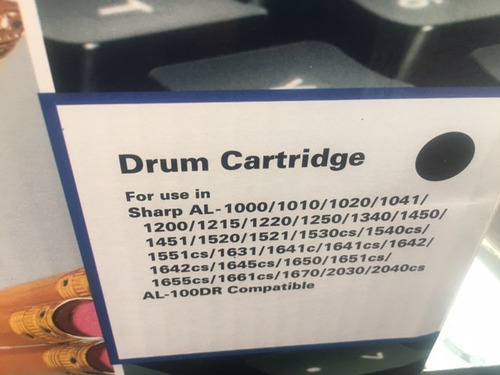 Drum Cartridge
For use in
Sharp AL-1000/1010/1020/1041/
1200/1215/1220/1250/1340/1450/
1451/1520/1521/1530cs/1540cs/
1551cs/1631/1641c/1641cs/1642/
1642cs/1645cs/1650/1651cs/
1655cs/1661cs/1670/2030/2040cs
AL-100DR Compatible